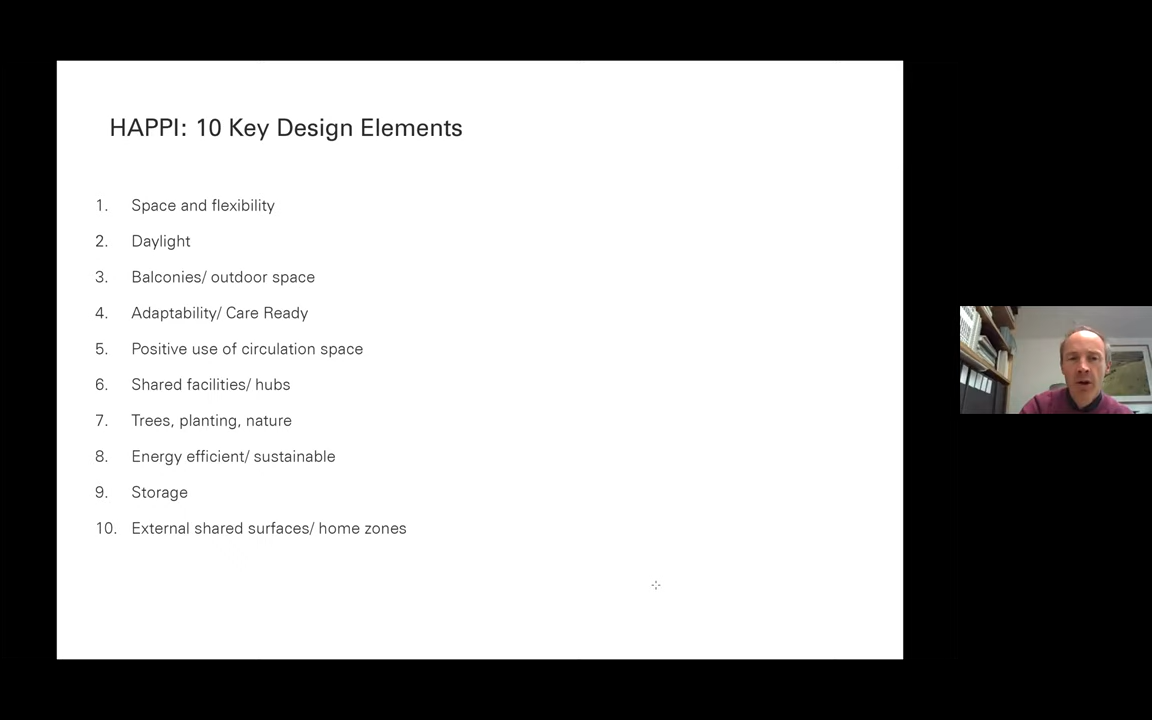 HAPPI: 10 Key Design Elements
1. Space and flexibility
2. Daylight
3. Balconies/ outdoor space
4. Adaptability/ Care Ready
5. Positive use of circulation space
6. Shared facilities/ hubs
7. Trees, planting, nature
8. Energy efficient/ sustainable
9. Storage
10. External shared surfaces/ home zones